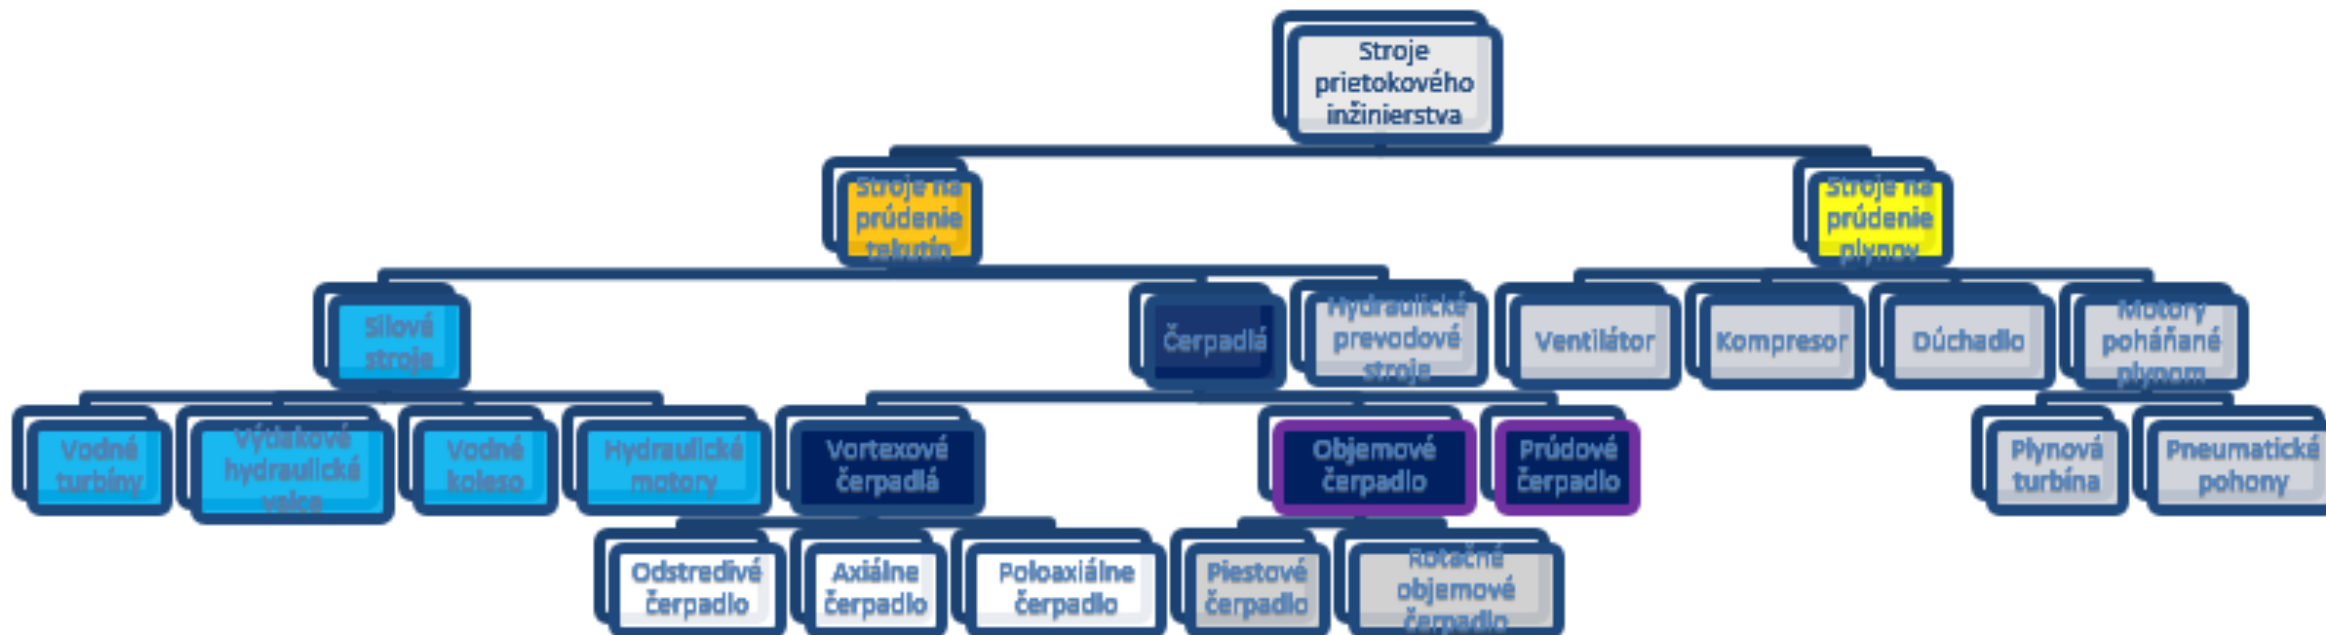 Stroje
prietokového
inžinierstva
Stroje na
prúdenie
tekutín
Stroje na
prúdenie
plynov
Silové
stroje
Čerpadlá
Hydraulické
prevodové
stroje
Ventilátor
Kompresor
Dúchadlo
Motory
poháňané
plynom
Vodné
turbíny
Výtlakové
hydraulické
valce
Vodné
koleso
Hydraulické
motory
Vortexové
čerpadlá
Objemové
čerpadlo
Prúdové
čerpadlo
Plynová
turbína
Pneumatické
pohony
Odstredivé
čerpadlo
Axiálne
čerpadlo
Poloaxiálne
čerpadlo
Piestové
čerpadlo
Rotačné
objemové
čerpadlo